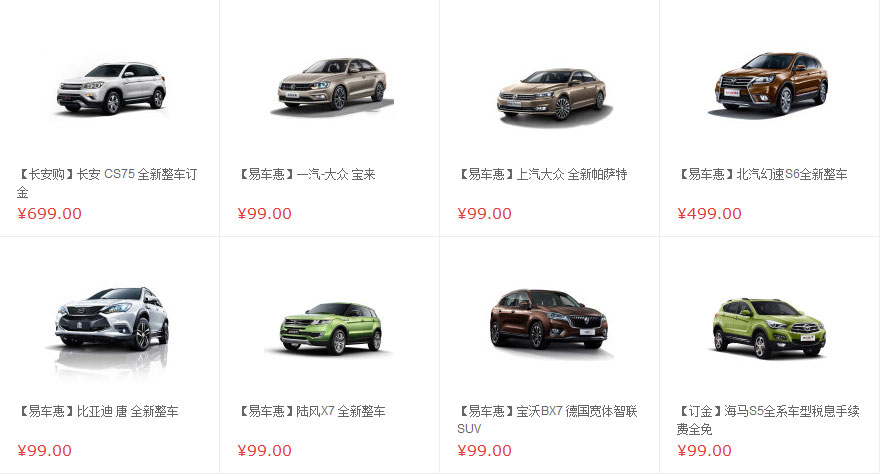 【长安购】长安 CS75 全新整车订
金
¥699.00
【易车惠】一汽-大众 宝来
¥99.00
【易车惠】上汽大众 全新帕萨特
¥99.00
【易车惠】北汽幻速S6全新整车
¥499.00
【易车惠】比亚迪 唐 全新整车
¥99.00
【易车惠】陆风X7 全新整车
¥99.00
【易车惠】宝沃BX7 德国宽体智联
SUV
¥99.00
【订金】海马S5全系车型税息手续
费全免
¥99.00